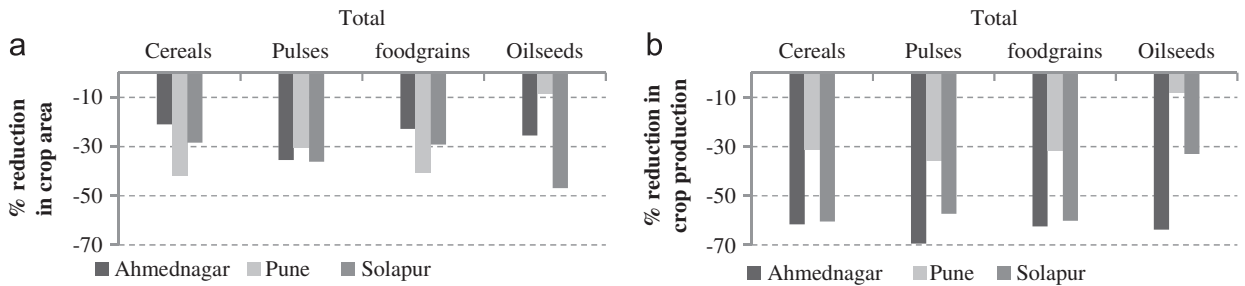 a
Total
Cereals Pulses foodgrains Oilseeds
-10
-30
-50
-70
% reduction
in crop area
Ahmednagar Pune Solapur
b
Total
Cereals Pulses foodgrains Oilseeds
-10
-30
-50
-70
% reduction in
crop production
Ahmednagar Pune Solapur